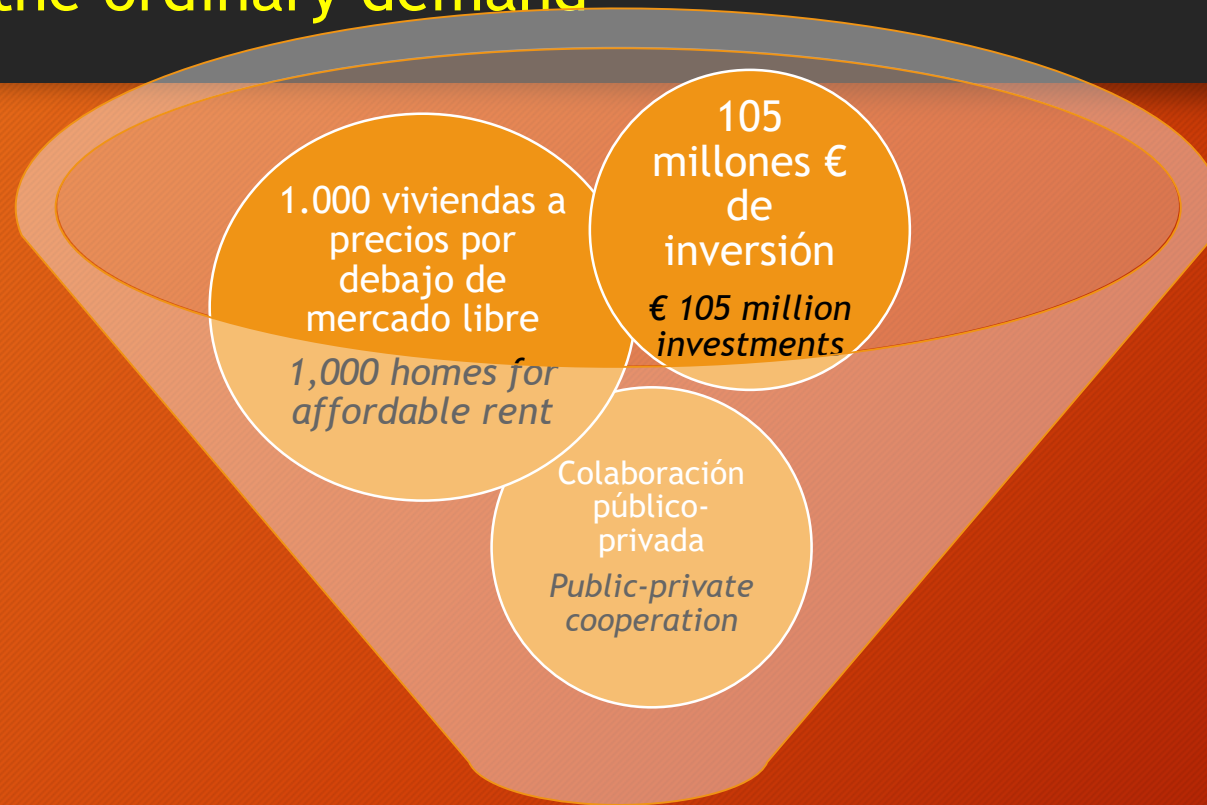 the ordinary demand
1.000 viviendas a
precios por
debajo de
mercado libre
1,000 homes for
affordable rent
105
millones €
de
inversión
€ 105 million
investments
Colaboración
público-
privada
Public-private
cooperation